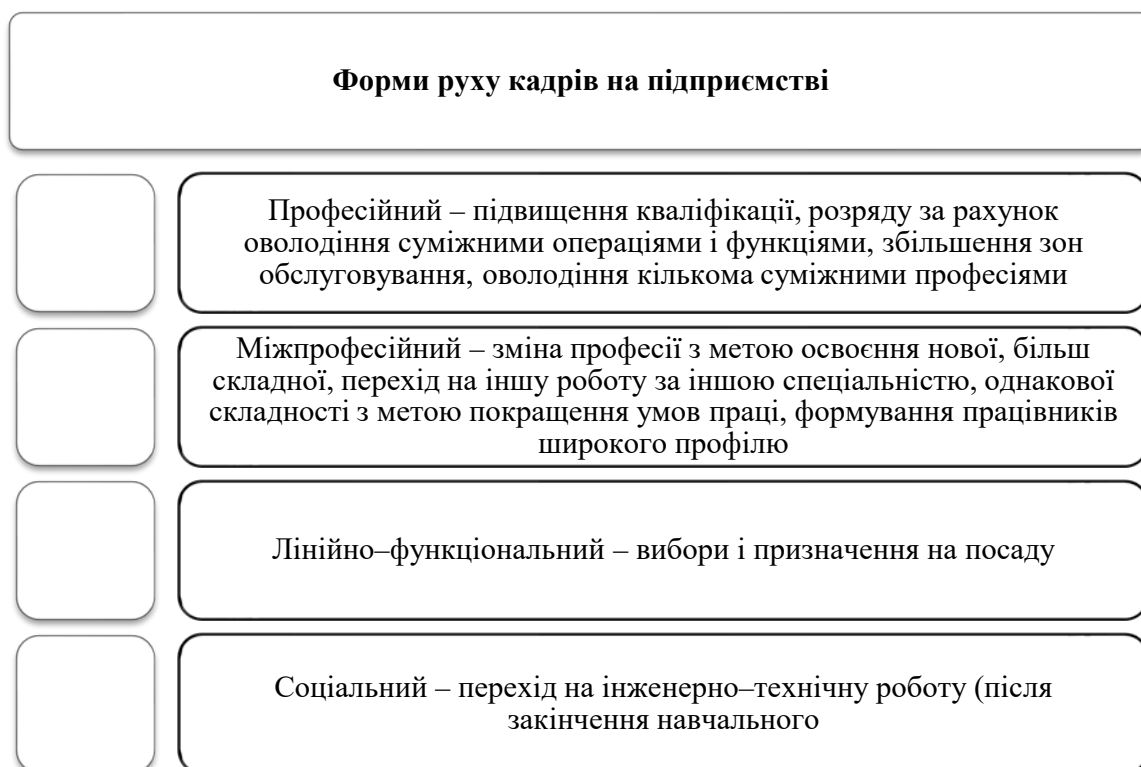 Форми руху кадрів на підприємстві
Професійний – підвищення кваліфікації, розряду за рахунок
оволодіння суміжними операціями і функціями, збільшення зон
обслуговування, оволодіння кількома суміжними професіями
Міжпрофесійний – зміна професії з метою освоєння нової, більш
складної, перехід на іншу роботу за іншою спеціальністю, однакової
складності з метою покращення умов праці, формування працівників
широкого профілю
Лінійно–функціональний – вибори і призначення на посаду
Соціальний – перехід на інженерно–технічну роботу (після
закінчення навчального